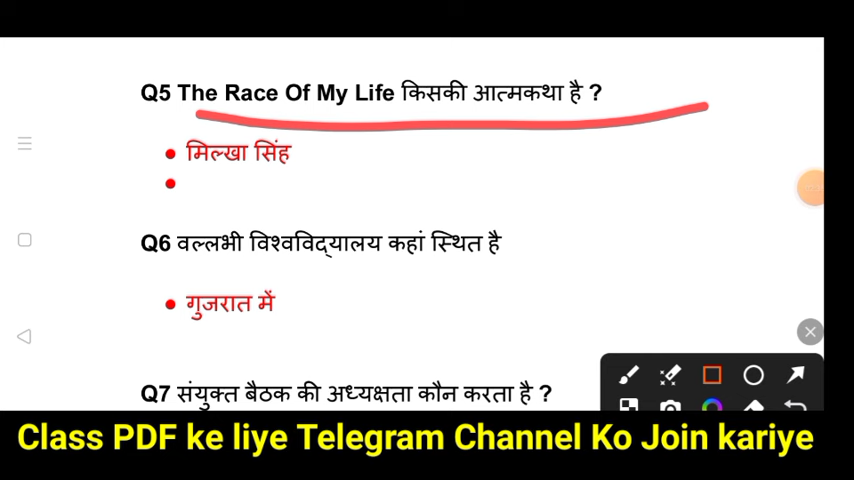 Q5 The Race Of My Life किसकी आत्मकथा है ?
मिल्खा सिंह
Q6 वल्लभी विश्वविद्यालय कहां स्थित है
गुजरात में
Q7 संयुक्त बैठक की अध्यक्षता कौन करता है ?
Class PDF ke liye Telegram Channel Ko Join kariye